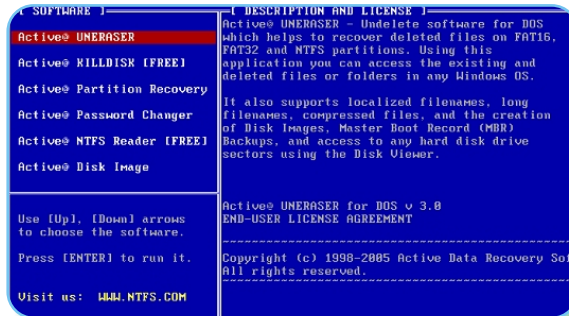 [ SOFTWARE ]
Active@ UNERASER
Active@ KILLDISK [FREE]
Active@ Partition Recovery
Active@ Password Changer
Active@ NTFS Reader [FREE]
Active@ Disk Image
Use [Up], [Down] arrows
to choose the software.
Press [ENTER] to run it.
Visit us: WWW.NTFS.COM
[ DESCRIPTION AND LICENSE ]
Active@ UNERASER - Undelete software for DOS
which helps to recover deleted files on FAT16,
FAT32 and NTFS partitions. Using this
application you can access the existing and
deleted files or folders in any Windows OS.
It also supports localized filenames, long
filenames, compressed files, and the creation
of Disk Images, Master Boot Record (MBR)
Backups, and access to any hard disk drive
sectors using the Disk Viewer.
Active@ UNERASER for DOS v 3.0
END-USER LICENSE AGREEMENT
Copyright (c) 1998-2005 Active Data Recovery Sof
All rights reserved.